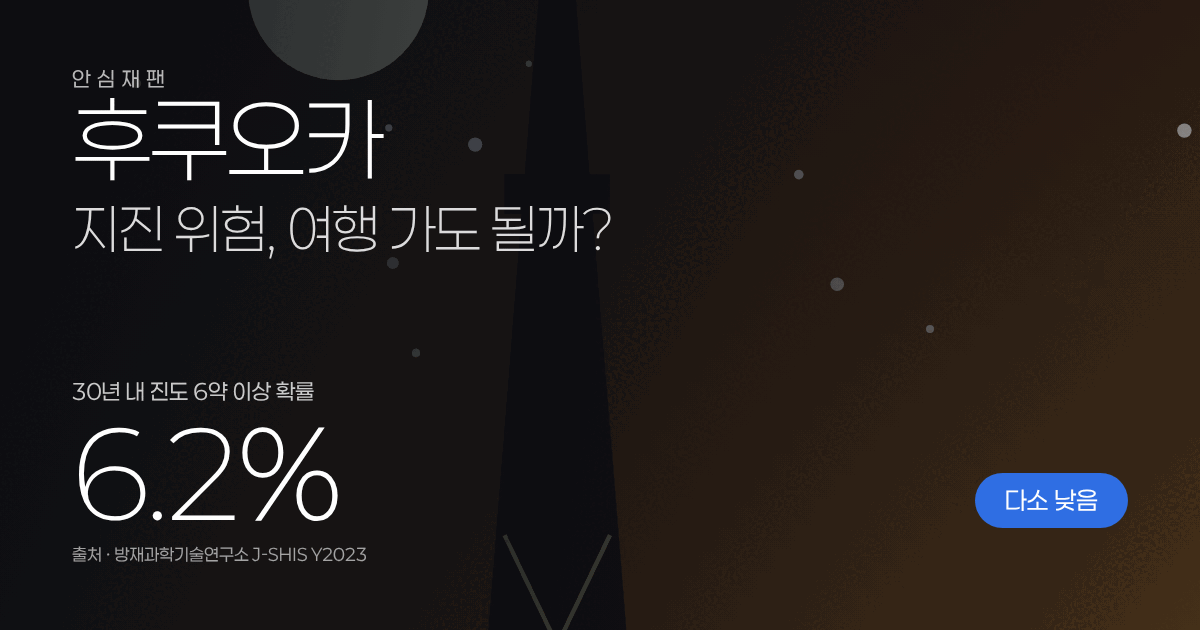 안심재팬
후쿠오카
지진 위험, 여행 가도 될까?
30년 내 진도 6약 이상 확률
6.2%
다소 낮음
출처 · 방재과학기술연구소 J-SHIS Y2023